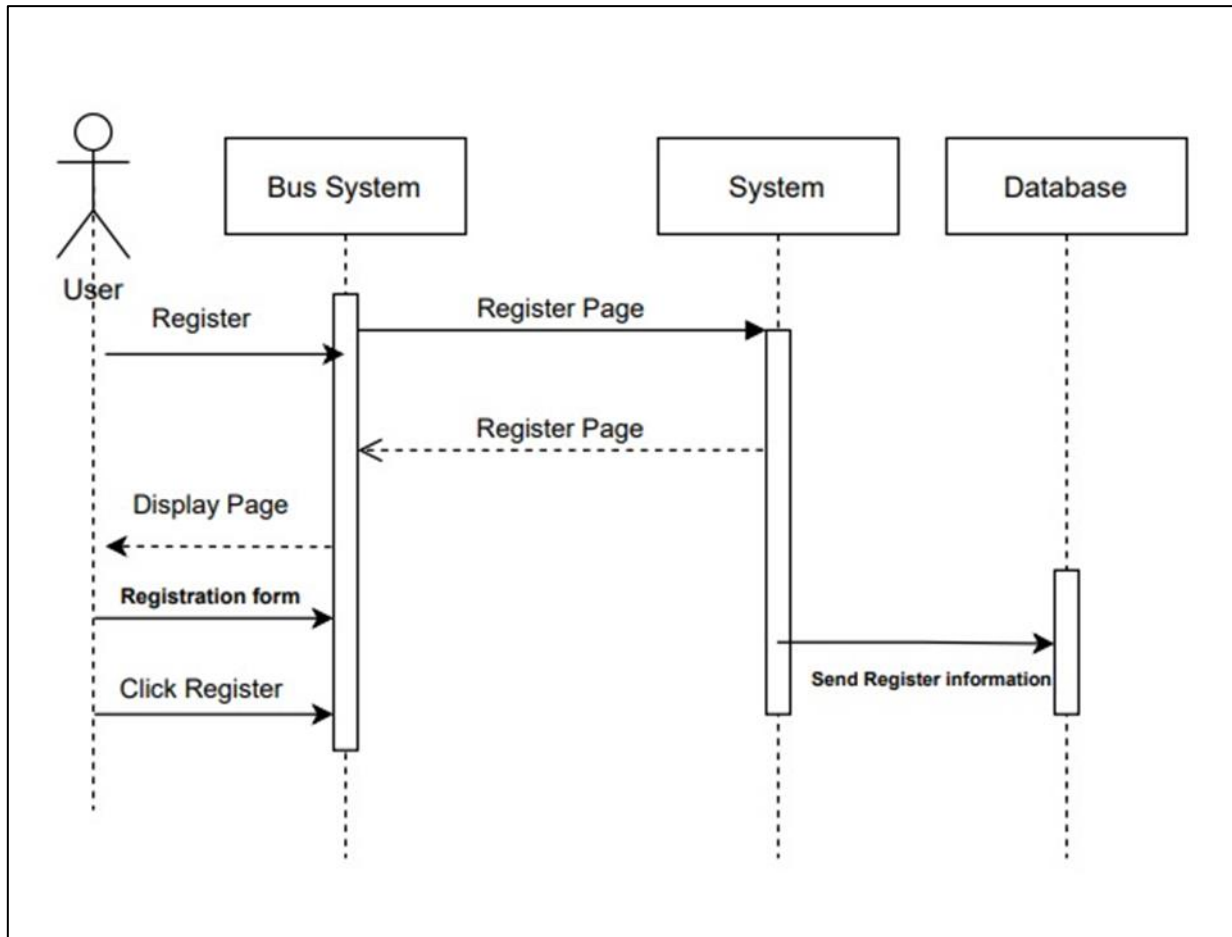 Bus System
System
Database
User
Register
Register Page
Register Page
Display Page
Registration form
Send Register information
Click Register